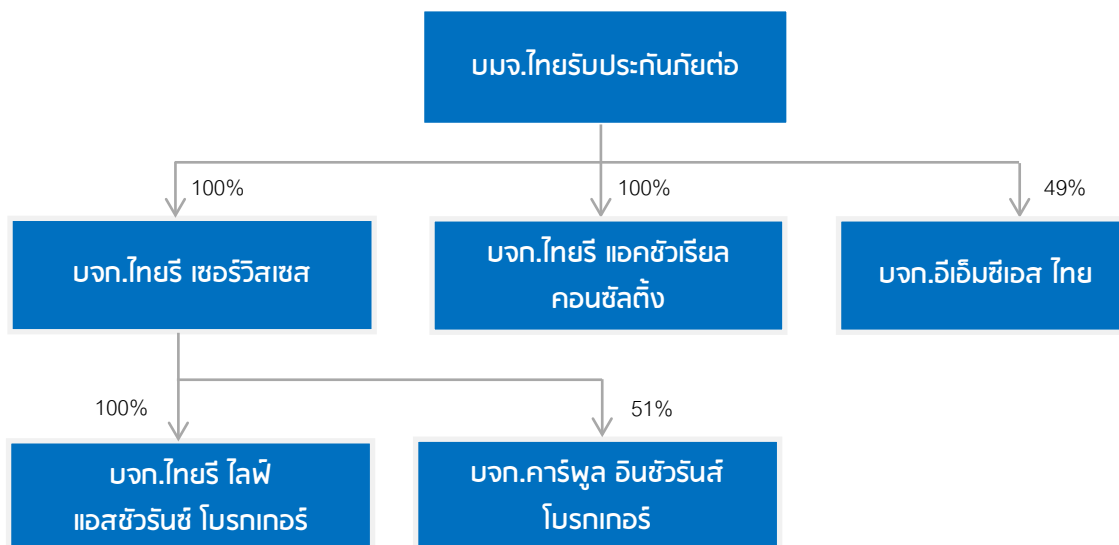 บมจ.ไทยรับประกันภัยต่อ
100%
100%
49%
บจก.ไทยรี เซอร์วิสเซส
บจก.ไทยรี แอคชัวเรียล
คอนซัลติ้ง
บจก.อีเอ็มซีเอส ไทย
100%
51%
บจก.ไทยรี ไลฟ์
แอสชัวรันซ์ โบรกเกอร์
บจก.คาร์พูล อินชัวรันส์
โบรกเกอร์